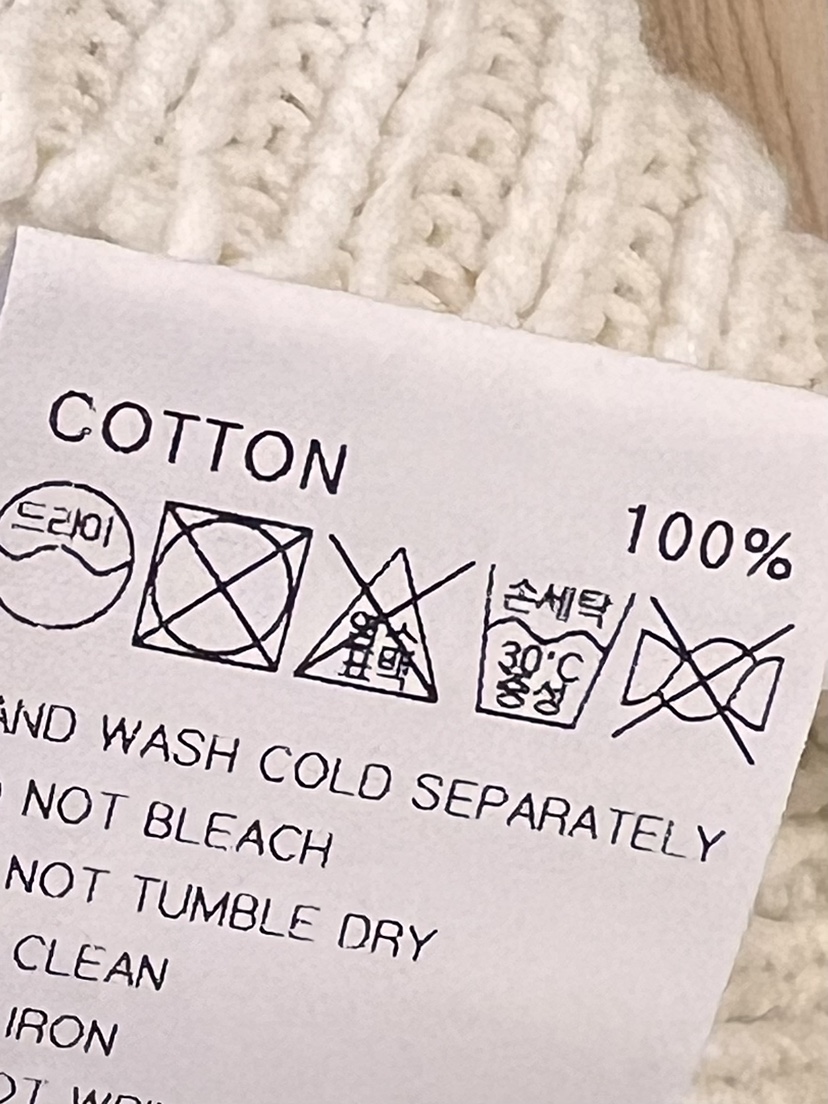 COTTON
100%
드라이
염소
표백
손세탁
30°C
중성
AND WASH COLD SEPARATELY
NOT BLEACH
NOT TUMBLE DRY
CLEAN
IRON